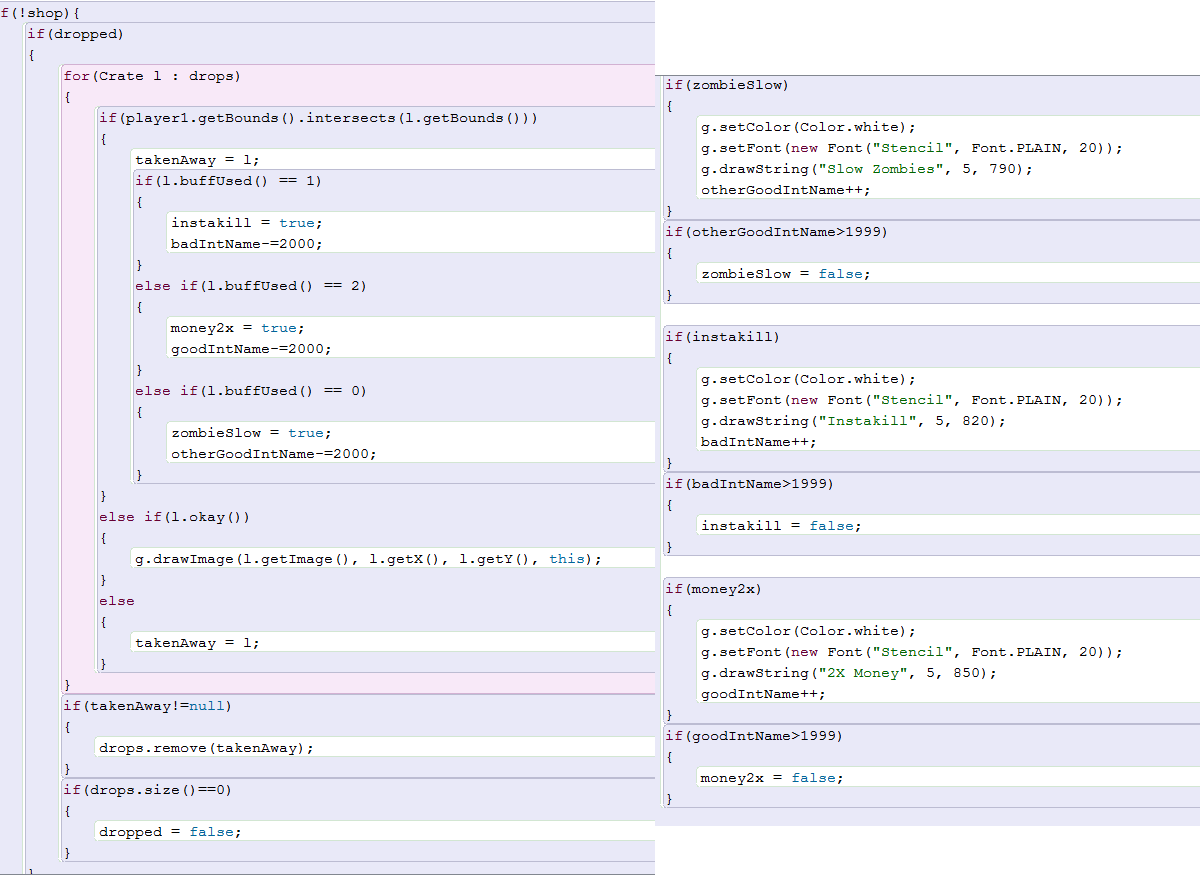 f(!shop){
if(dropped)
{
for(Crate l : drops)
{
if(player1.getBounds().intersects(l.getBounds()))
{
takenAway = l;
if(l.buffUsed() == 1)
{
instakill = true;
badIntName-=2000;
}
else if(l.buffUsed() == 2)
{
money2x = true;
goodIntName-=2000;
}
else if(l.buffUsed() == 0)
{
zombieSlow = true;
otherGoodIntName-=2000;
}
}
else if(l.okay())
{
g.drawImage(l.getImage(), l.getX(), l.getY(), this);
}
else
{
takenAway = l;
}
}
if(takenAway!=null)
{
drops.remove(takenAway);
}
if(drops.size()==0)
{
dropped = false;
}
}
if(zombieSlow)
{
g.setColor(Color.white);
g.setFont(new Font("Stencil", Font.PLAIN, 20));
g.drawString("Slow Zombies", 5, 790);
otherGoodIntName++;
}
if(otherGoodIntName>1999)
{
zombieSlow = false;
}
if(instakill)
{
g.setColor(Color.white);
g.setFont(new Font("Stencil", Font.PLAIN, 20));
g.drawString("Instakill", 5, 820);
badIntName++;
}
if(badIntName>1999)
{
instakill = false;
}
if(money2x)
{
g.setColor(Color.white);
g.setFont(new Font("Stencil", Font.PLAIN, 20));
g.drawString("2X Money", 5, 850);
goodIntName++;
}
if(goodIntName>1999)
{
money2x = false;
}